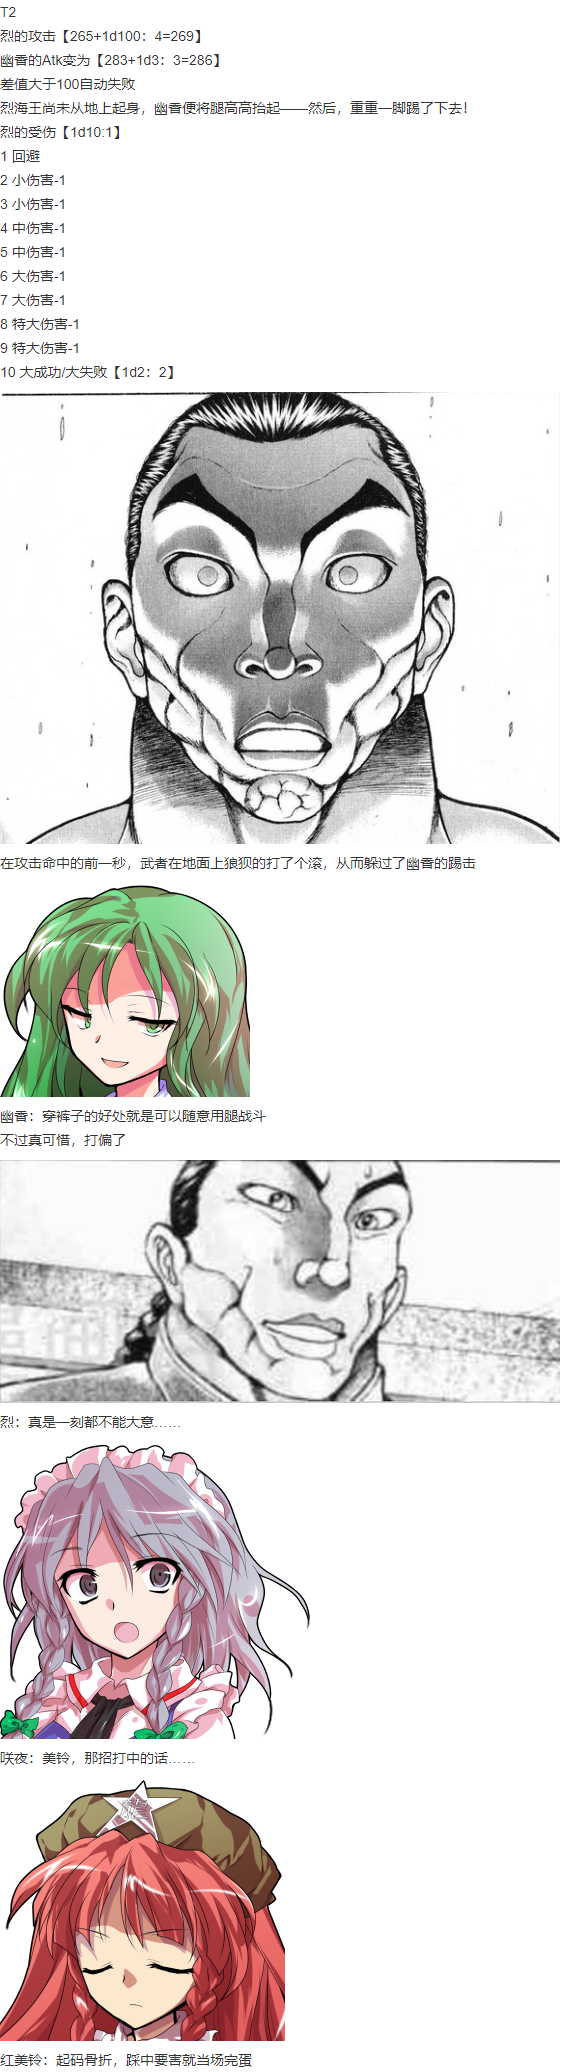 T2
烈的攻击【265+1d100：4=269】
幽香的Atk变为【283+1d3：3=286】
差值大于100自动失败
烈海王尚未从地上起身，幽香便将腿高高抬起——然后，重重一脚踢了下去！
烈的受伤【1d10:1】
1 回避
2 小伤害-1
3 小伤害-1
4 中伤害-1
5 中伤害-1
6 大伤害-1
7 大伤害-1
8 特大伤害-1
9 特大伤害-1
10 大成功/大失败【1d2：2】
在攻击命中的前一秒，武者在地面上狼狈的打了个滚，从而躲过了幽香的踢击
幽香：穿裤子的好处就是可以随意用腿战斗
不过真可惜，打偏了
烈：真是一刻都不能大意……
咲夜：美铃，那招打中的话……
红美铃：起码骨折，踩中要害就当场完蛋